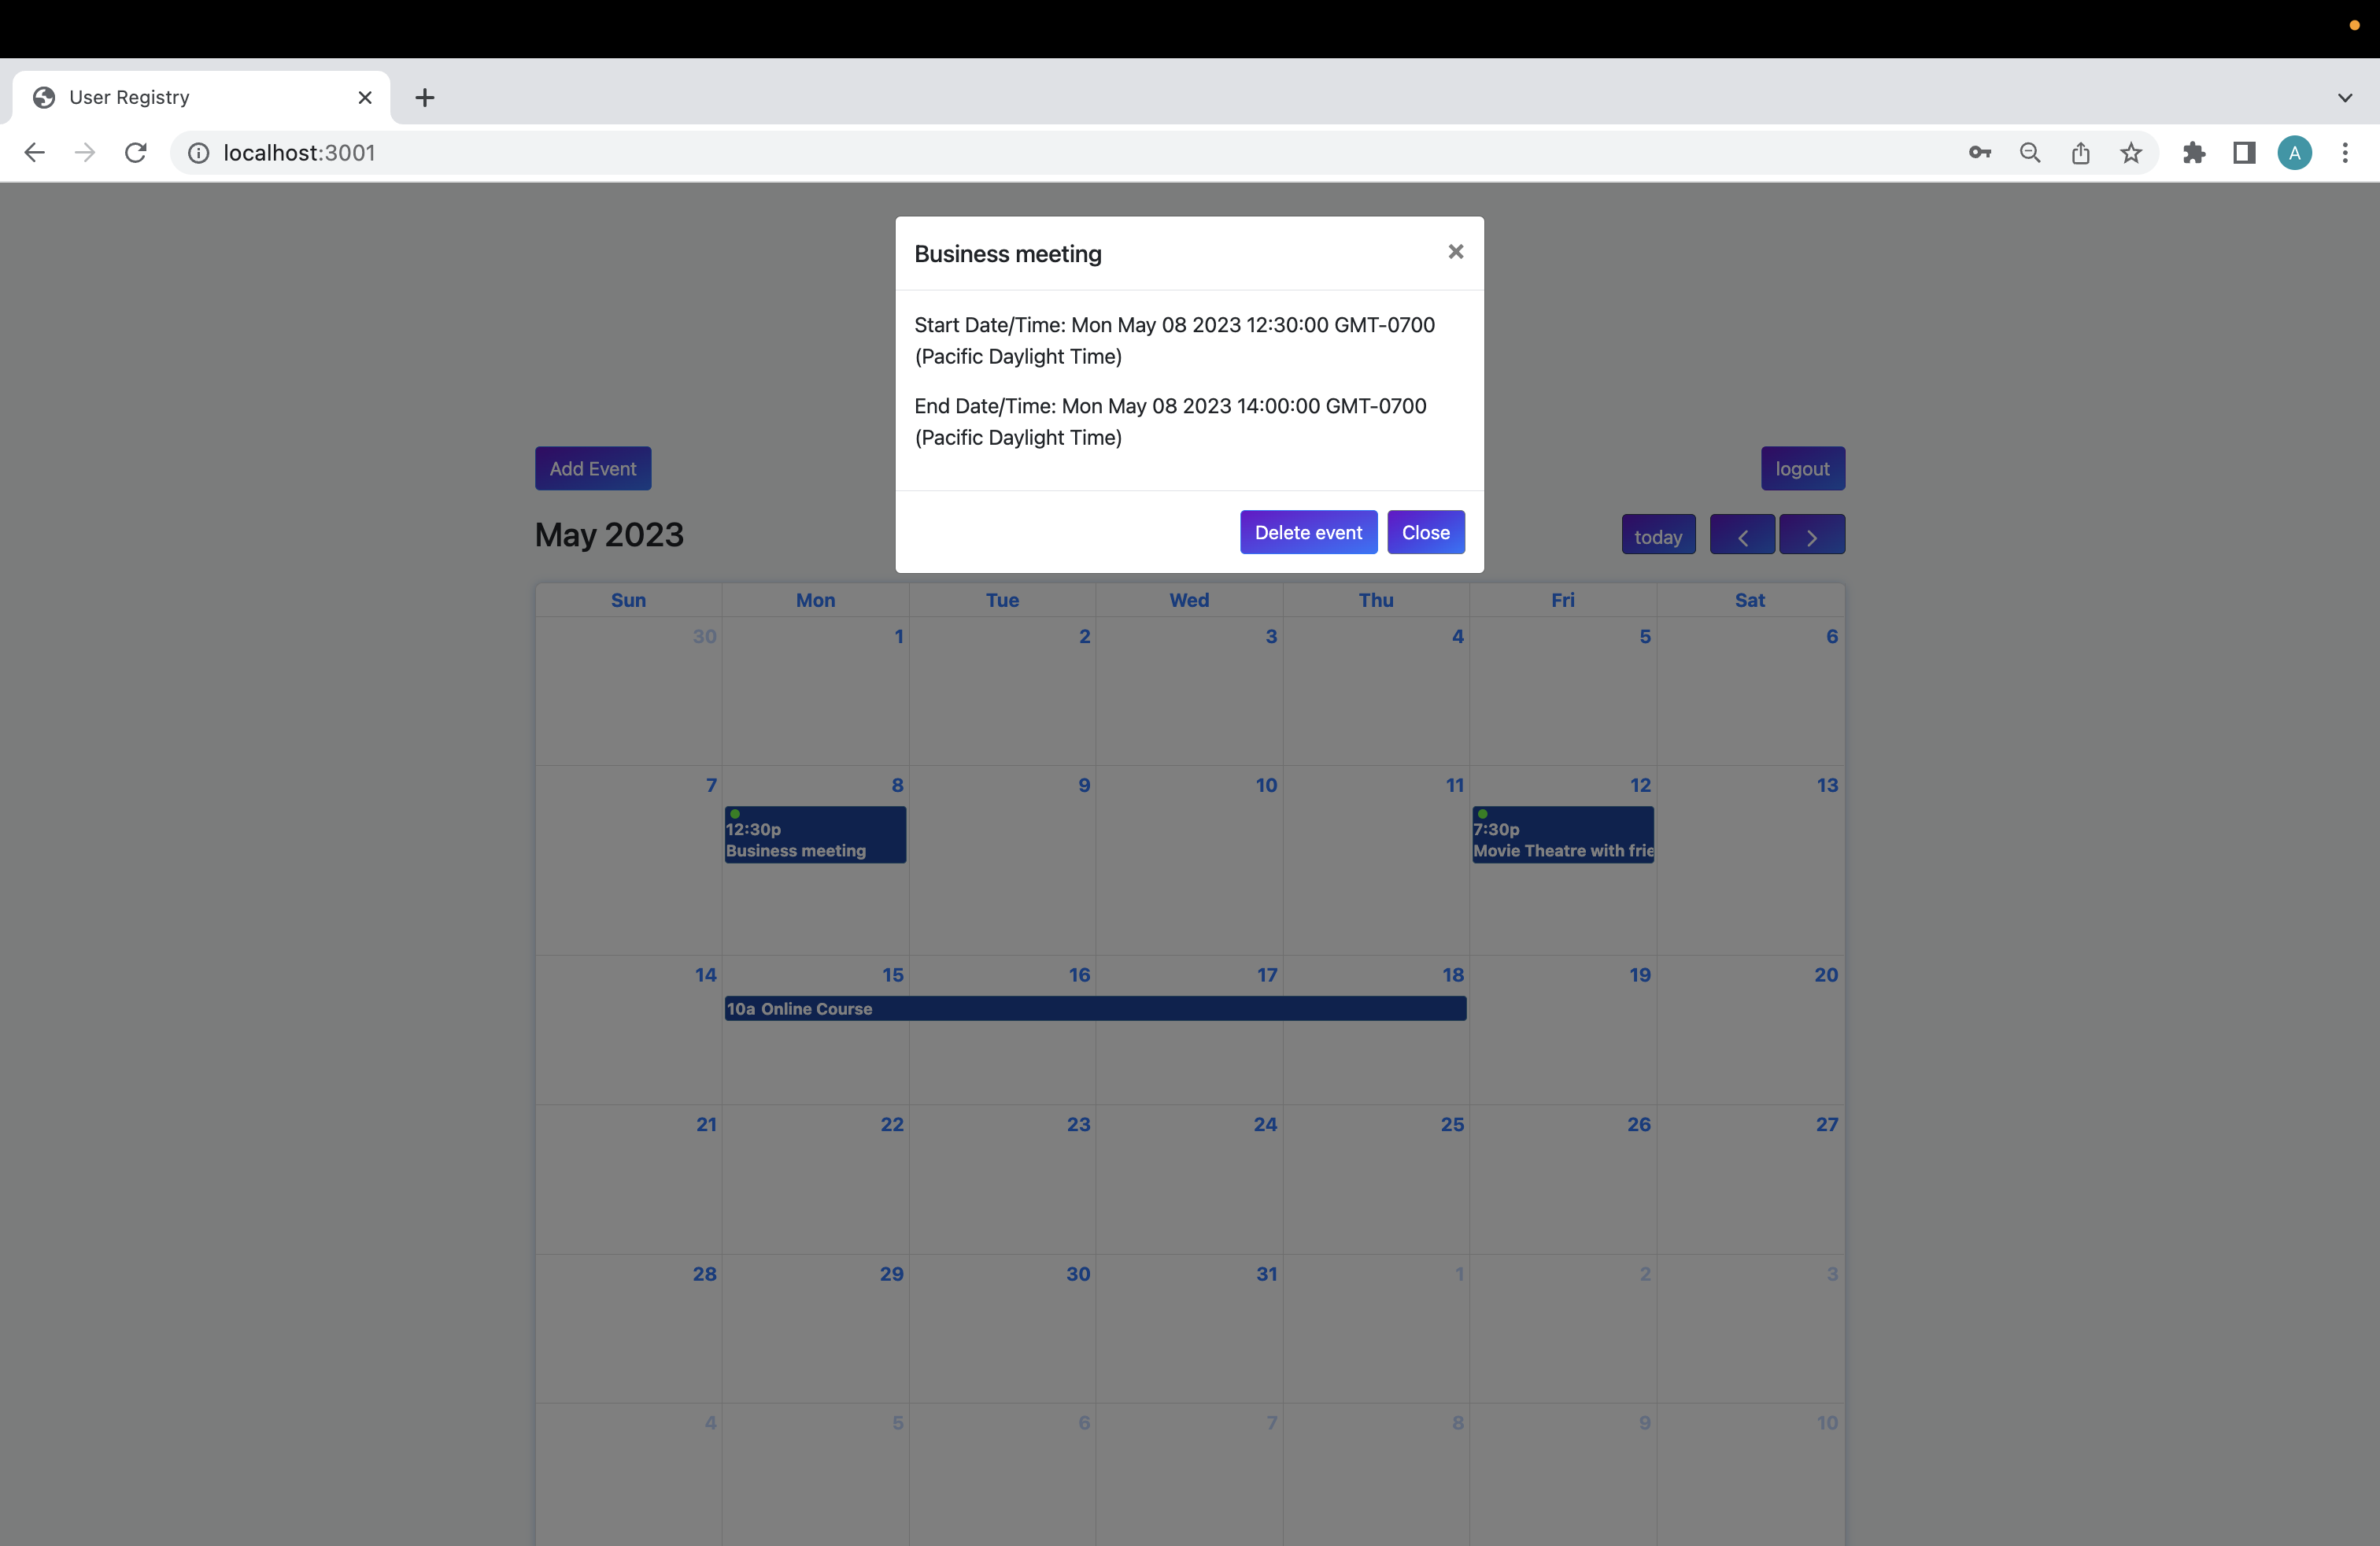 User Registry
localhost:3001
A
Business meeting
Start Date/Time: Mon May 08 2023 12:30:00 GMT-0700
(Pacific Daylight Time)
End Date/Time: Mon May 08 2023 14:00:00 GMT-0700
(Pacific Daylight Time)
Delete event Close
Add Event logout
May 2023 today
Sun Mon Tue Wed Thu Fri Sat
30 1 2 3 4 5 6
7 8 9 10 11 12 13
12:30p 7:30p
Business meeting Movie Theatre with frie
14 15 16 17 18 19 20
10a Online Course
21 22 23 24 25 26 27
28 29 30 31 1 2 3
4 5 6 7 8 9 10